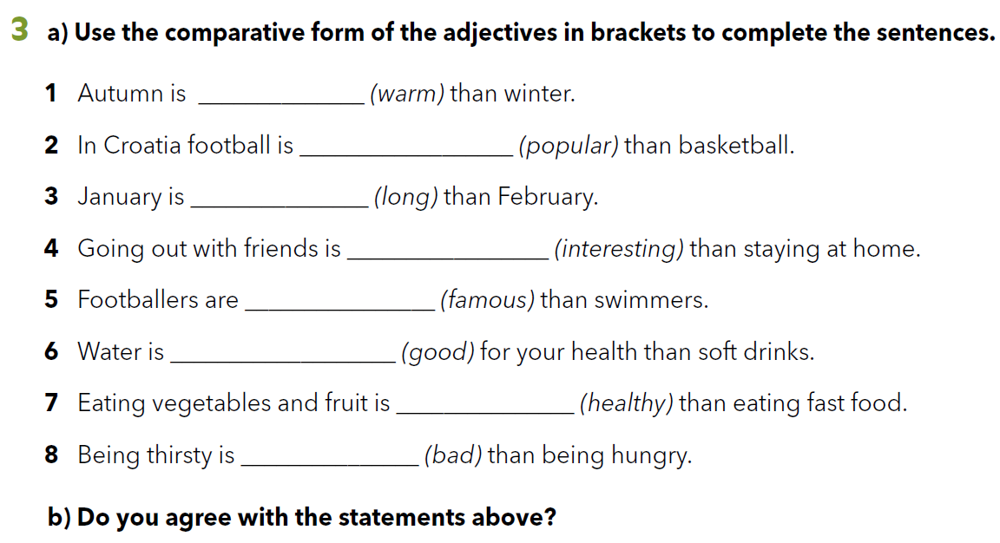 3 a) Use the comparative form of the adjectives in brackets to complete the sentences.
1 Autumn is ______________ (warm) than winter.
2 In Croatia football is __________________ (popular) than basketball.
3 January is _______________ (long) than February.
4 Going out with friends is _________________ (interesting) than staying at home.
5 Footballers are ________________ (famous) than swimmers.
6 Water is ___________________ (good) for your health than soft drinks.
7 Eating vegetables and fruit is _______________ (healthy) than eating fast food.
8 Being thirsty is _______________ (bad) than being hungry.
b) Do you agree with the statements above?